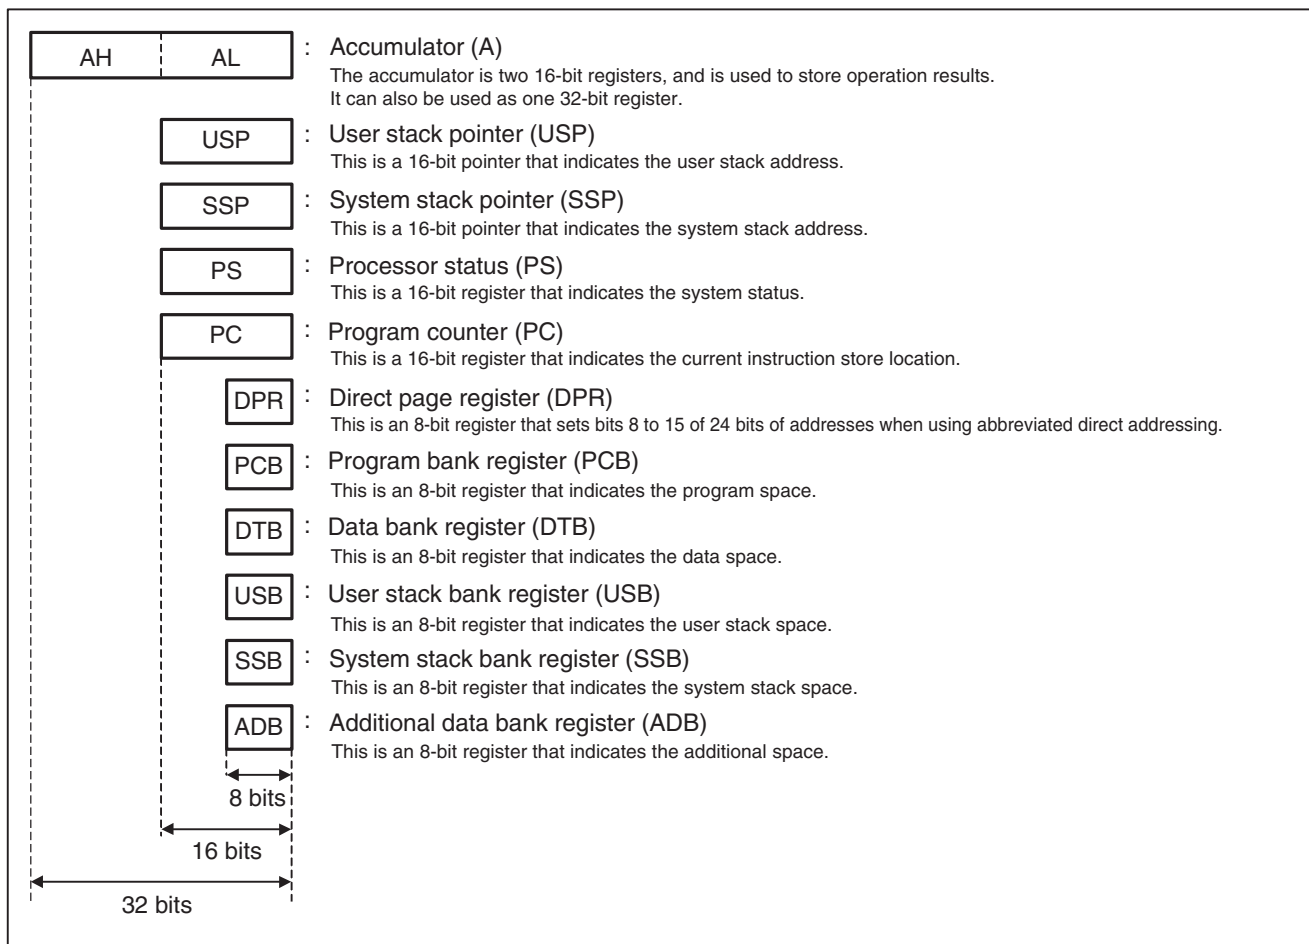 AH AL : Accumulator (A)
The accumulator is two 16-bit registers, and is used to store operation results.
It can also be used as one 32-bit register.
USP : User stack pointer (USP)
This is a 16-bit pointer that indicates the user stack address.
SSP : System stack pointer (SSP)
This is a 16-bit pointer that indicates the system stack address.
PS : Processor status (PS)
This is a 16-bit register that indicates the system status.
PC : Program counter (PC)
This is a 16-bit register that indicates the current instruction store location.
DPR : Direct page register (DPR)
This is an 8-bit register that sets bits 8 to 15 of 24 bits of addresses when using abbreviated direct addressing.
PCB : Program bank register (PCB)
This is an 8-bit register that indicates the program space.
DTB : Data bank register (DTB)
This is an 8-bit register that indicates the data space.
USB : User stack bank register (USB)
This is an 8-bit register that indicates the user stack space.
SSB : System stack bank register (SSB)
This is an 8-bit register that indicates the system stack space.
ADB : Additional data bank register (ADB)
This is an 8-bit register that indicates the additional space.
8 bits
16 bits
32 bits